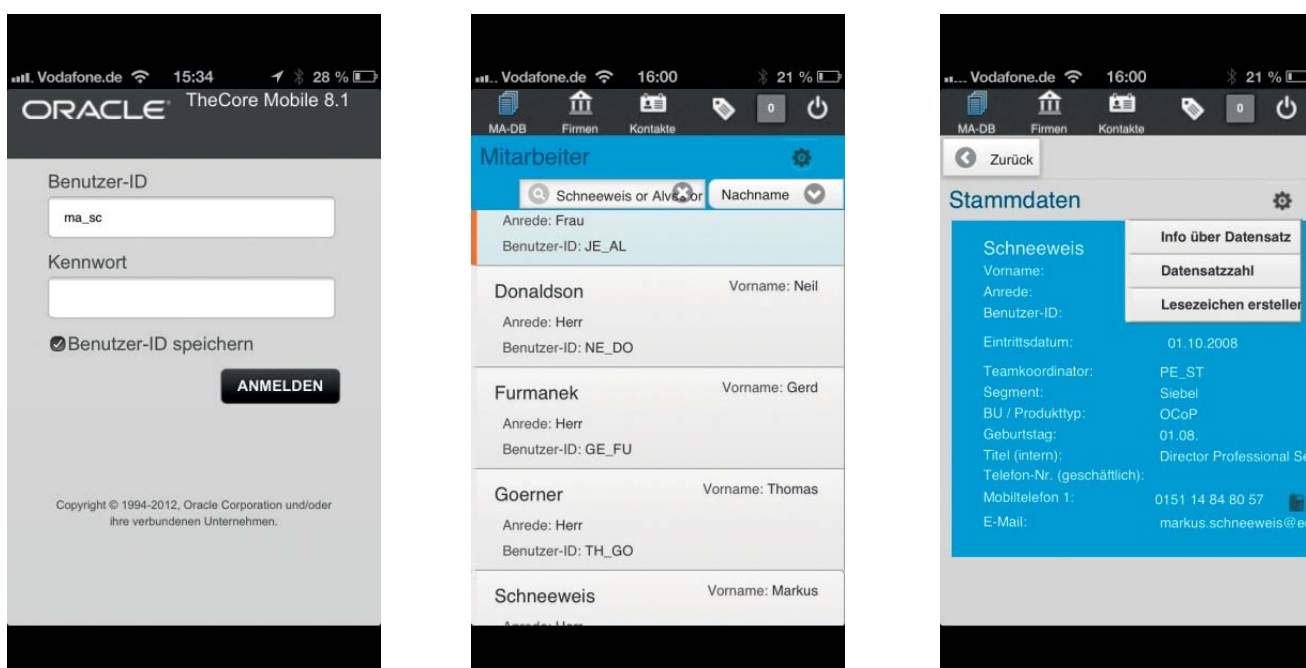 Vodafone.de 15:34 28 %
ORACLE TheCore Mobile 8.1
Benutzer-ID
ma_sc
Kennwort
Benutzer-ID speichern
ANMELDEN
Copyright © 1994-2012, Oracle Corporation und/oder
ihre verbundenen Unternehmen.
Vodafone.de 16:00 21 %
MA-DB Firmen Kontakte 0
Mitarbeiter
Schneeweis or Alves or Nachname
Anrede: Frau
Benutzer-ID: JE_AL
Donaldson Vorname: Neil
Anrede: Herr
Benutzer-ID: NE_DO
Furmanek Vorname: Gerd
Anrede: Herr
Benutzer-ID: GE_FU
Goerner Vorname: Thomas
Anrede: Herr
Benutzer-ID: TH_GO
Schneeweis Vorname: Markus
Anrede: Herr
Vodafone.de 16:00 21 %
MA-DB Firmen Kontakte 0
Zurück
Stammdaten
Info über Datensatz
Schneeweis
Vorname:
Datensatzzahl
Anrede:
Lesezeichen erstellen
Benutzer-ID:
Eintrittsdatum: 01.10.2008
Teamkoordinator: PE_ST
Segment: Siebel
BU / Produkttyp: OCoP
Geburtstag: 01.08.
Titel (intern): Director Professional Se
Telefon-Nr. (geschäftlich):
Mobiltelefon 1: 0151 14 84 80 57
E-Mail: markus.schneeweis@e